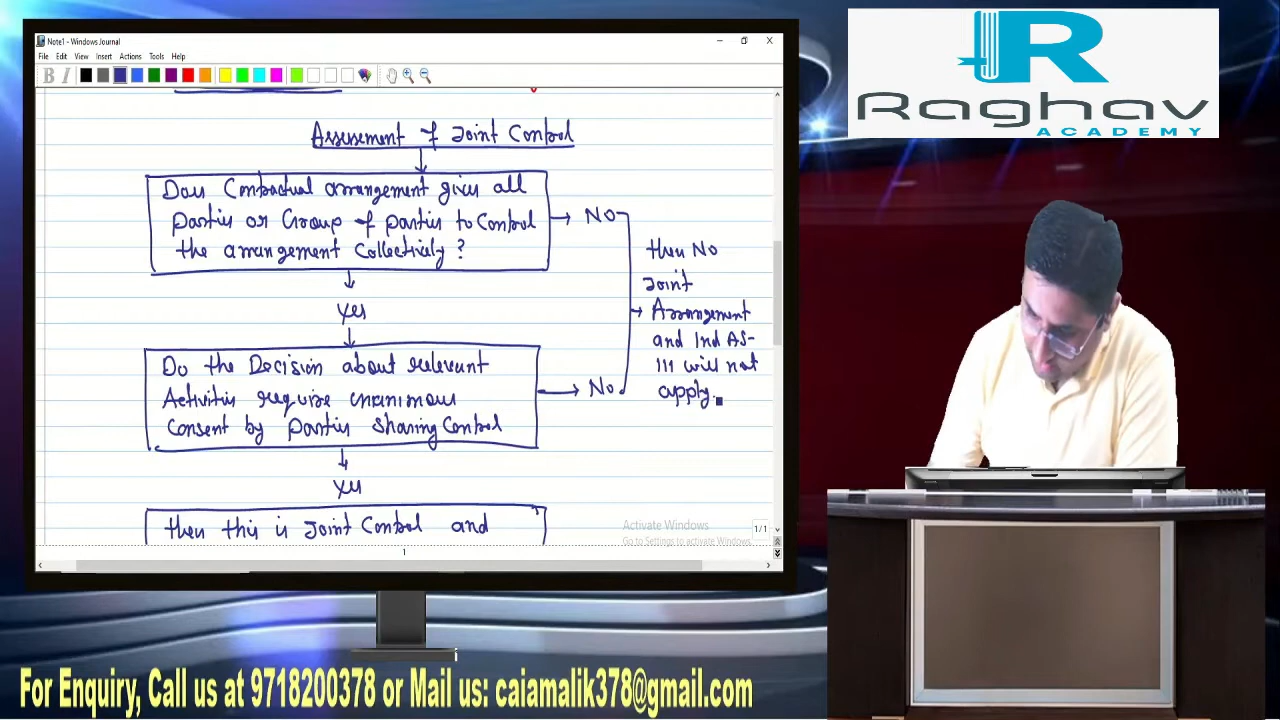 Note1 - Windows Journal
File Edit View Insert Actions Tools Help
B I
Assessment of Joint Control
Does Contractual arrangement gives all
parties or Group of parties to Control
the arrangement Collectively ?
NO
then No
Joint
Arrangement
and Ind AS-
111 will not
apply.
Yes
Do the Decision about relevant
Activities require unanimous
Consent by parties sharing Control
No
Yes
then this is Joint Control and
Activate Windows
Go to Settings to activate Windows.
1/1
1
R
Raghav
ACADEMY
For Enquiry, Call us at 9718200378 or Mail us: caiamalik378@gmail.com